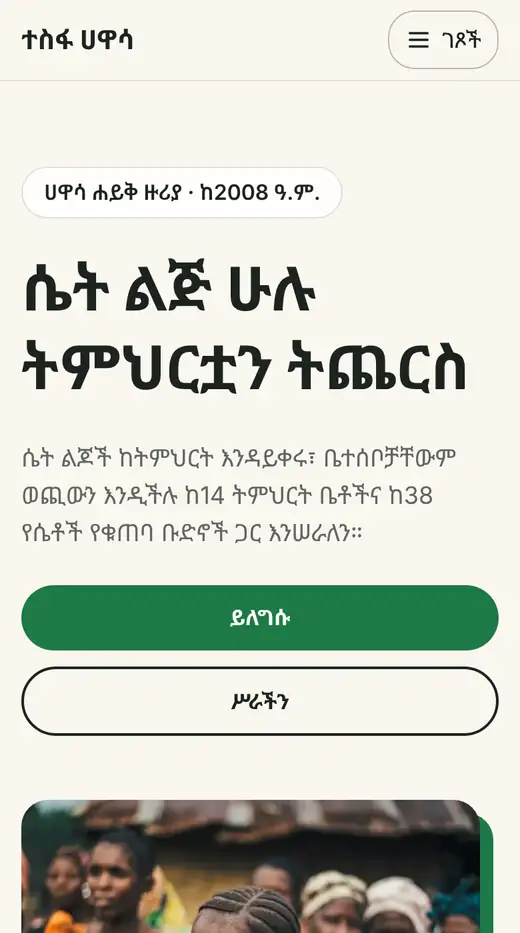 ተስፋ ሀዋሳ
ገጾች
ሀዋሳ ሐይቅ ዙሪያ · ከ2008 ዓ.ም.
ሴት ልጅ ሁሉ
ትምህርቷን ትጨርስ
ሴት ልጆች ከትምህርት እንዳይቀሩ፣ ቤተሰቦቻቸውም
ወጪውን እንዲችሉ ከ14 ትምህርት ቤቶችና ከ38
የሴቶች የቁጠባ ቡድኖች ጋር እንሠራለን።
ይለግሱ
ሥራችን